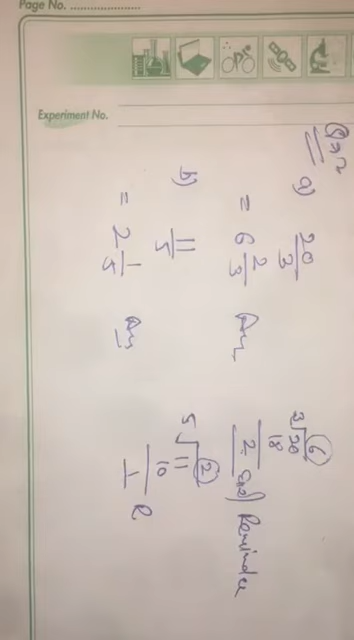 Page No. ......................
Experiment No.
Q.2
a) 20/3
= 6 2/3 Ans
3√20 6
18
2 Reminder
b) 11/5
= 2 1/5 Ans
5√11 2
10
1 R